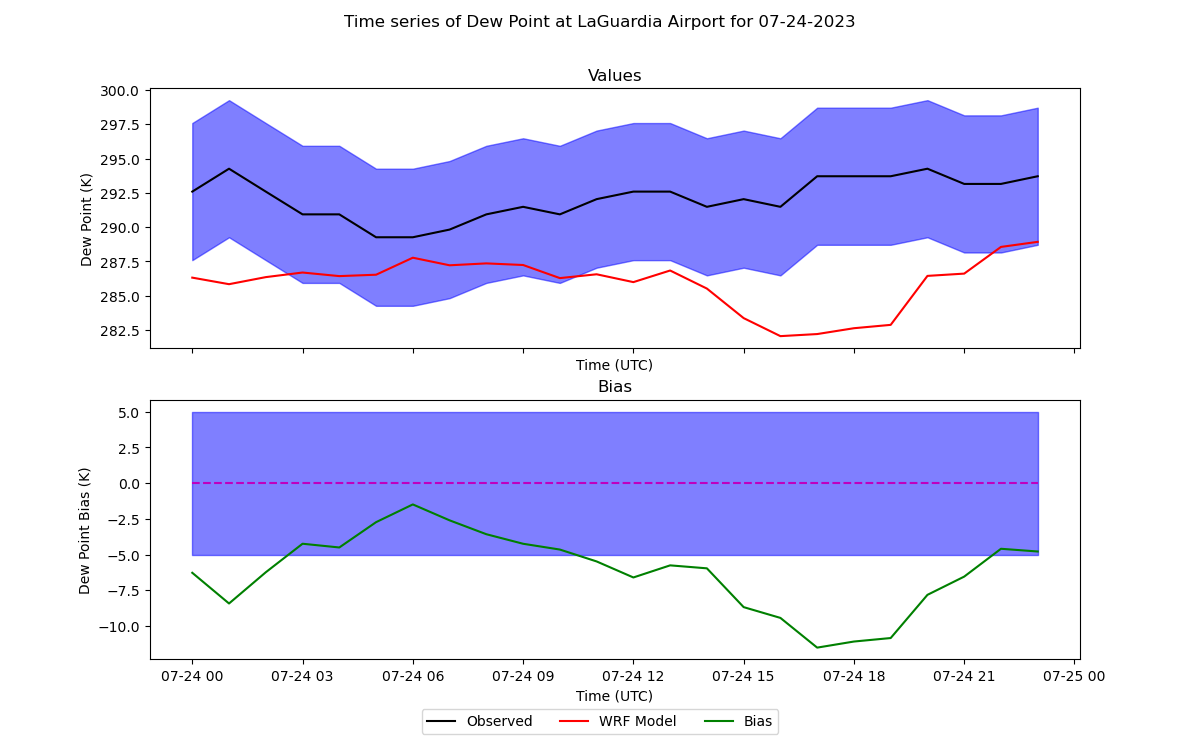 Time series of Dew Point at LaGuardia Airport for 07-24-2023
Values
Dew Point (K)
300.0
297.5
295.0
292.5
290.0
287.5
285.0
282.5
Time (UTC)
Bias
Dew Point Bias (K)
5.0
2.5
0.0
−2.5
−5.0
−7.5
−10.0
07-24 00 07-24 03 07-24 06 07-24 09 07-24 12 07-24 15 07-24 18 07-24 21 07-25 00
Time (UTC)
Observed WRF Model Bias